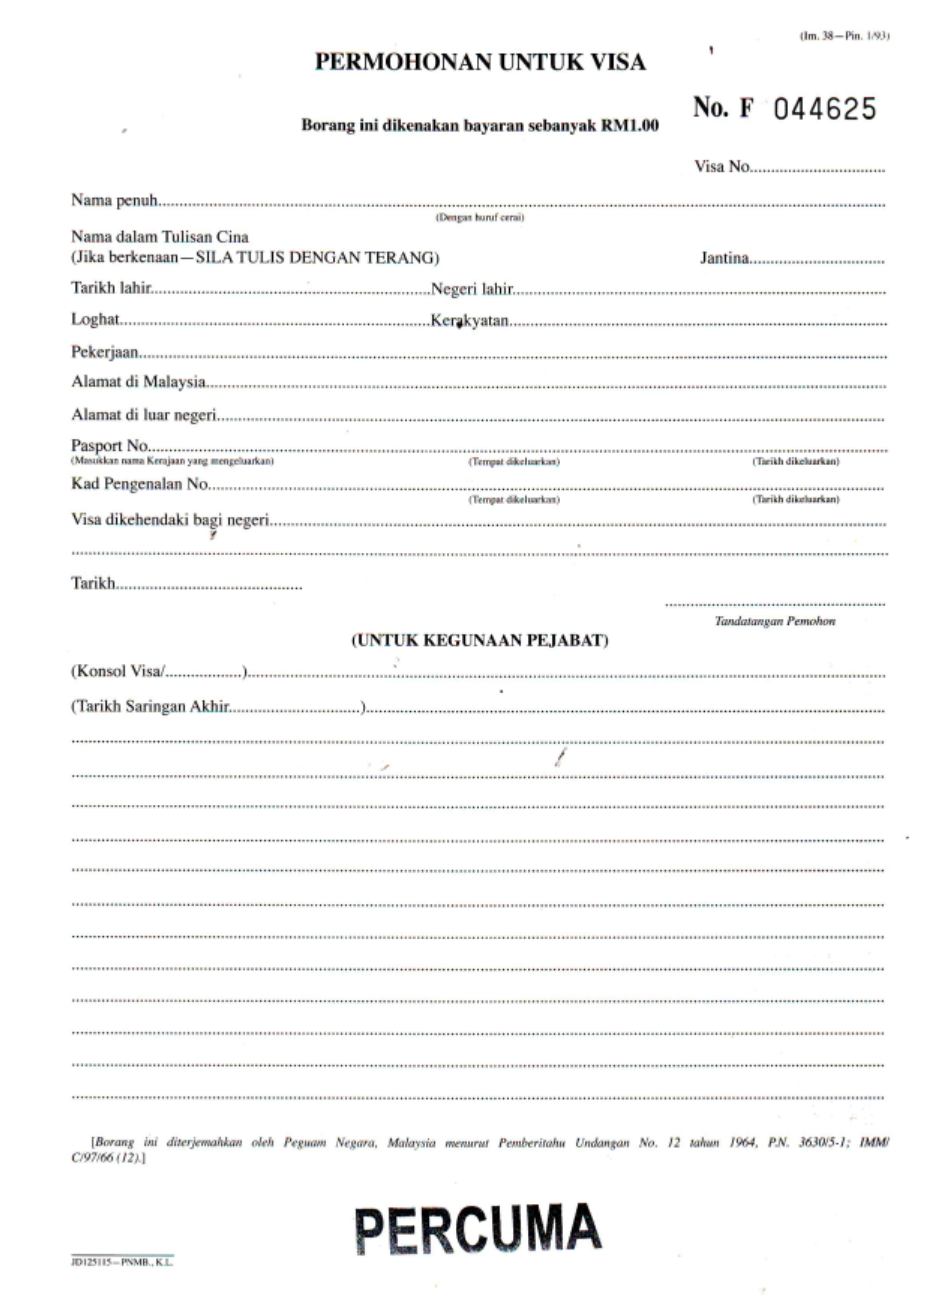 (Im. 38—Pin. 1/93)
PERMOHONAN UNTUK VISA
No. F 044625
Borang ini dikenakan bayaran sebanyak RM1.00
Visa No...............................
Nama penuh...............................
(Dengan huruf cerai)
Nama dalam Tulisan Cina
(Jika berkenaan—SILA TULIS DENGAN TERANG) Jantina...............................
Tarikh lahir...............................Negeri lahir...............................
Loghat...............................Kerakyatan...............................
Pekerjaan...............................
Alamat di Malaysia...............................
Alamat di luar negeri...............................
Pasport No...............................
(Masukkan nama Kerajaan yang mengeluarkan) (Tempat dikeluarkan) (Tarikh dikeluarkan)
Kad Pengenalan No...............................
(Tempat dikeluarkan) (Tarikh dikeluarkan)
Visa dikehendaki bagi negeri...............................
Tarikh...............................
Tandatangan Pemohon
(UNTUK KEGUNAAN PEJABAT)
(Konsol Visa/...................)...............................
(Tarikh Saringan Akhir...............................)...............................
[Borang ini diterjemahkan oleh Peguam Negara, Malaysia menurut Pemberitahu Undangan No. 12 tahun 1964, P.N. 3630/5-1; IMM/
C/97/66 (12).]
PERCUMA
JD125115—PNMB., K.L.